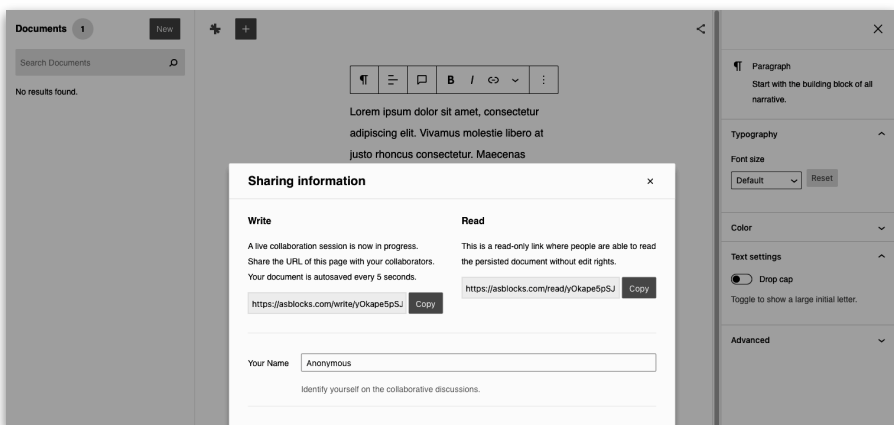 Documents 1 New
Search Documents
No results found.
B I
Lorem ipsum dolor sit amet, consectetur
adipiscing elit. Vivamus molestie libero at
justo rhoncus consectetur. Maecenas
Sharing information
Write
A live collaboration session is now in progress.
Share the URL of this page with your collaborators.
Your document is autosaved every 5 seconds.
https://asblocks.com/write/yOkape5pSJ Copy
Read
This is a read-only link where people are able to read
the persisted document without edit rights.
https://asblocks.com/read/yOkape5pSJ Copy
Your Name Anonymous
Identify yourself on the collaborative discussions.
Paragraph
Start with the building block of all
narrative.
Typography
Font size
Default Reset
Color
Text settings
Drop cap
Toggle to show a large initial letter.
Advanced